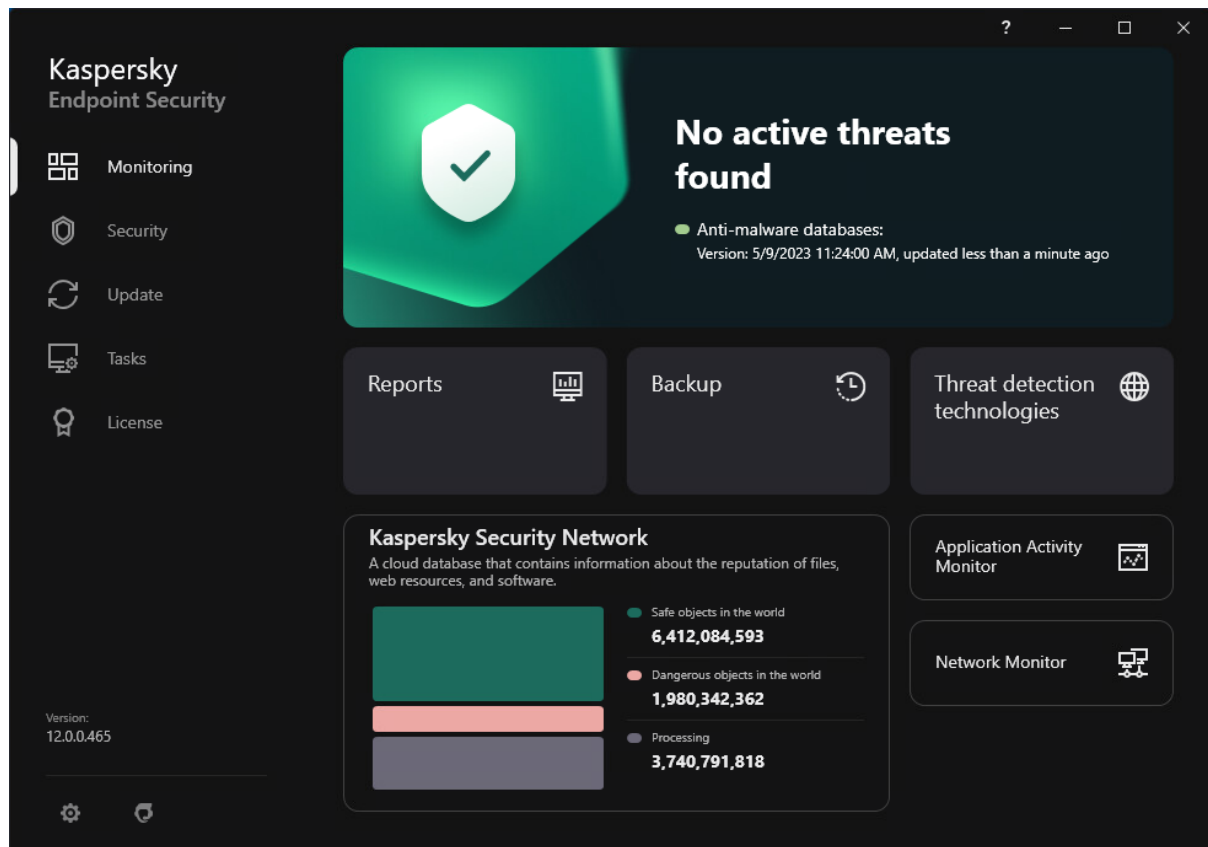 ?
Kaspersky
Endpoint Security
Monitoring
Security
Update
Tasks
License
Version:
12.0.0.465
No active threats
found
Anti-malware databases:
Version: 5/9/2023 11:24:00 AM, updated less than a minute ago
Reports
Backup
Threat detection
technologies
Kaspersky Security Network
A cloud database that contains information about the reputation of files,
web resources, and software.
Safe objects in the world
6,412,084,593
Dangerous objects in the world
1,980,342,362
Processing
3,740,791,818
Application Activity
Monitor
Network Monitor